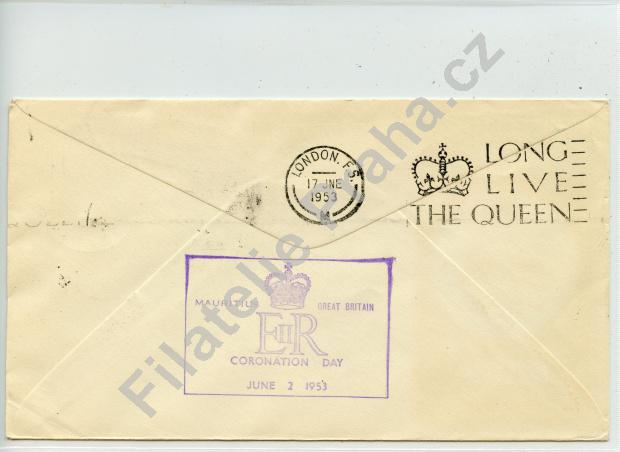 LONDON. F.S.
17 JNE
1953
LONG
LIVE
THE QUEEN
MAURITIUS GREAT BRITAIN
EIIR
CORONATION DAY
JUNE 2 1953
Filatelie Praha.cz